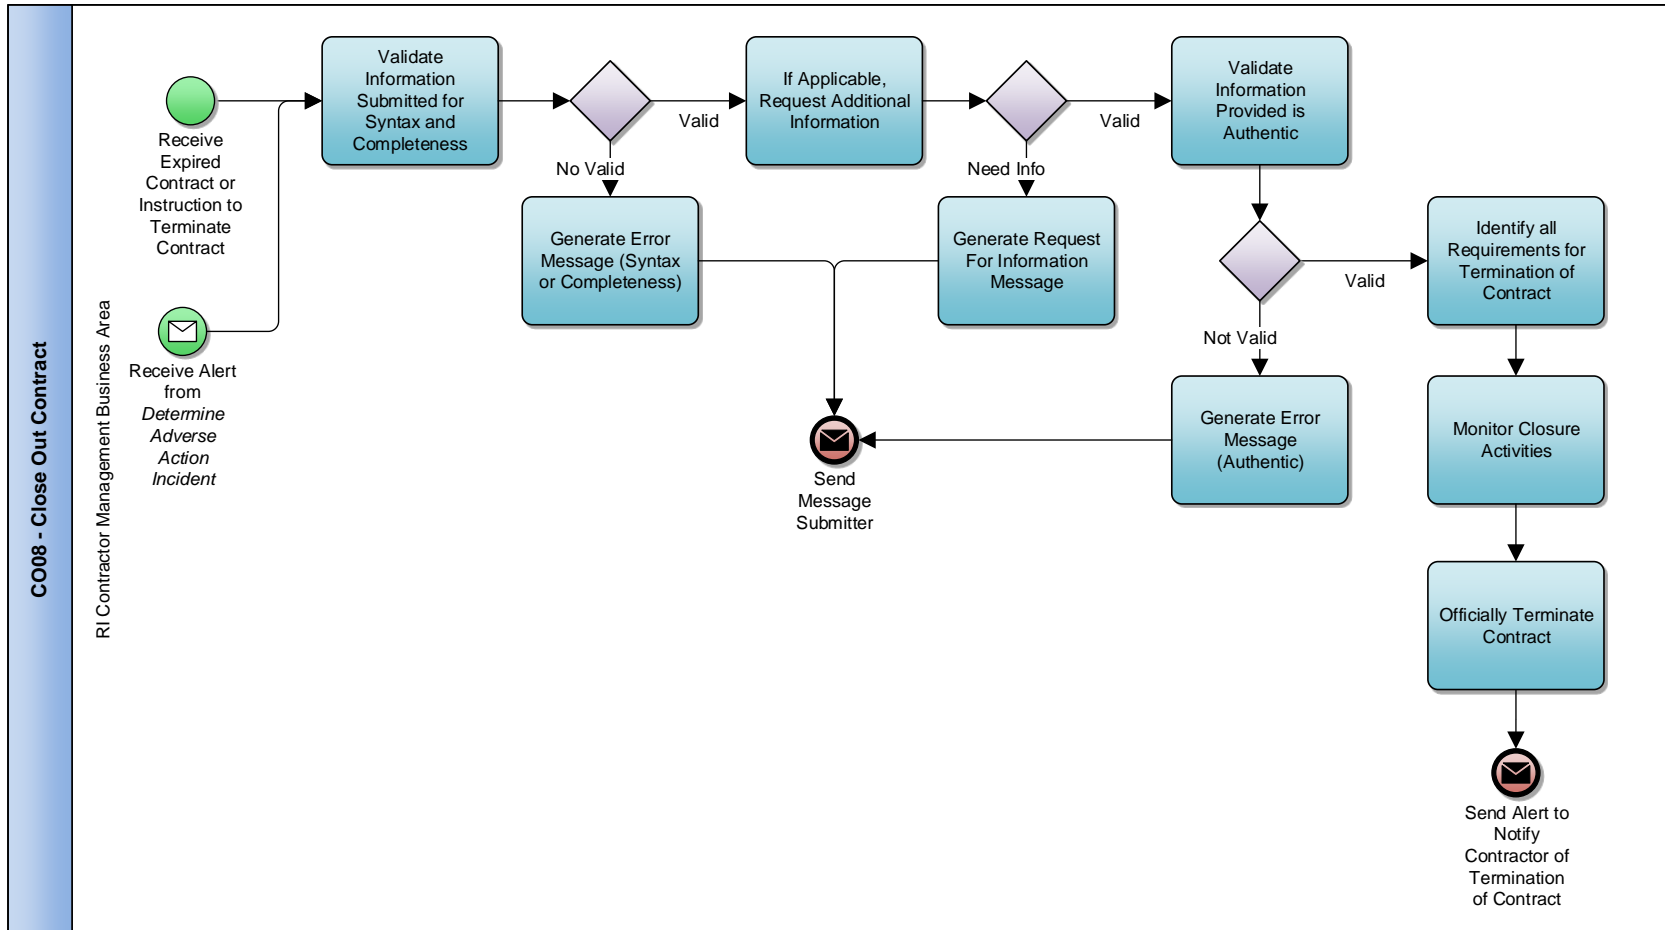 CO08 - Close Out Contract
RI Contractor Management Business Area
Receive
Expired
Contract or
Instruction to
Terminate
Contract
Receive Alert
from
Determine
Adverse
Action
Incident
Validate
Information
Submitted for
Syntax and
Completeness
Valid
No Valid
If Applicable,
Request Additional
Information
Valid
Need Info
Validate
Information
Provided is
Authentic
Generate Error
Message (Syntax
or Completeness)
Generate Request
For Information
Message
Valid
Not Valid
Identify all
Requirements for
Termination of
Contract
Generate Error
Message
(Authentic)
Monitor Closure
Activities
Send
Message
Submitter
Officially Terminate
Contract
Send Alert to
Notify
Contractor of
Termination
of Contract